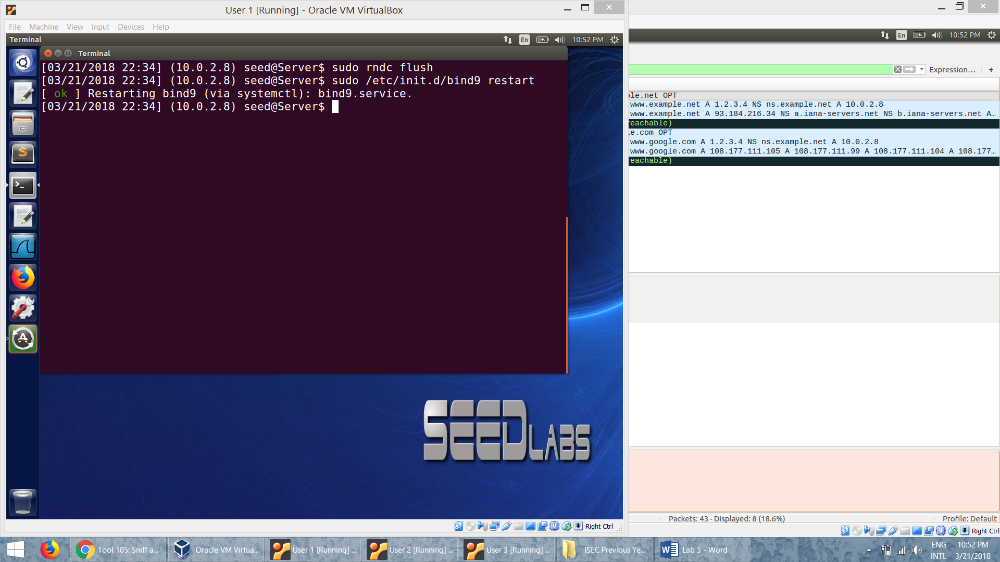 User 1 [Running] - Oracle VM VirtualBox
File Machine View Input Devices Help
Terminal
En
10:52 PM
Terminal
[03/21/2018 22:34] (10.0.2.8) seed@Server$ sudo rndc flush
[03/21/2018 22:34] (10.0.2.8) seed@Server$ sudo /etc/init.d/bind9 restart
[ ok ] Restarting bind9 (via systemctl): bind9.service.
[03/21/2018 22:34] (10.0.2.8) seed@Server$
SEEDLABS
Right Ctrl
En
10:52 PM
Expression…
+
ple.net OPT
www.example.net A 1.2.3.4 NS ns.example.net A 10.0.2.8
www.example.net A 93.184.216.34 NS a.iana-servers.net NS b.iana-servers.net A…
reachable)
le.com OPT
www.google.com A 1.2.3.4 NS ns.example.net A 10.0.2.8
www.google.com A 108.177.111.105 A 108.177.111.99 A 108.177.111.104 A 108.177…
reachable)
Packets: 43 · Displayed: 8 (18.6%)
Profile: Default
Right Ctrl
Tool 105: Sniff a...
Oracle VM Virtua...
User 1 [Running] ...
User 2 [Running] ...
User 3 [Running] ...
ISEC Previous Ye...
Lab 5 - Word
ENG
INTL
10:52 PM
3/21/2018